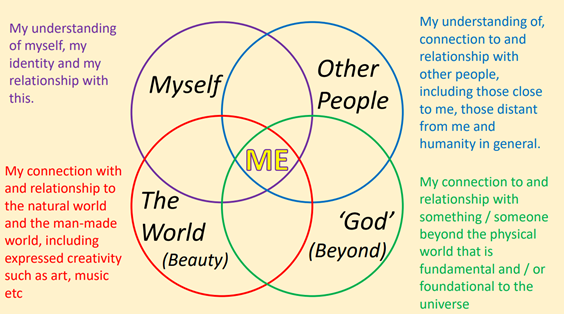 My understanding
of myself, my
identity and my
relationship with
this.
Myself
Other
People
My understanding of,
connection to and
relationship with
other people,
including those close
to me, those distant
from me and
humanity in general.
ME
My connection with
and relationship to
the natural world
and the man-made
world, including
expressed creativity
such as art, music
etc
The
World
(Beauty)
‘God’
(Beyond)
My connection to and
relationship with
something / someone
beyond the physical
world that is
fundamental and / or
foundational to the
universe